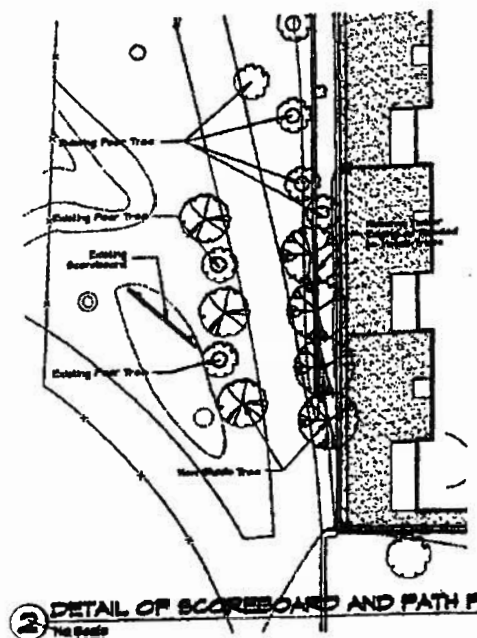 Existing Pear Tree
Existing Pear Tree
Existing
Scoreboard
Existing Pear Tree
New Shade Tree
2 DETAIL OF SCOREBOARD AND PATH F
No Scale